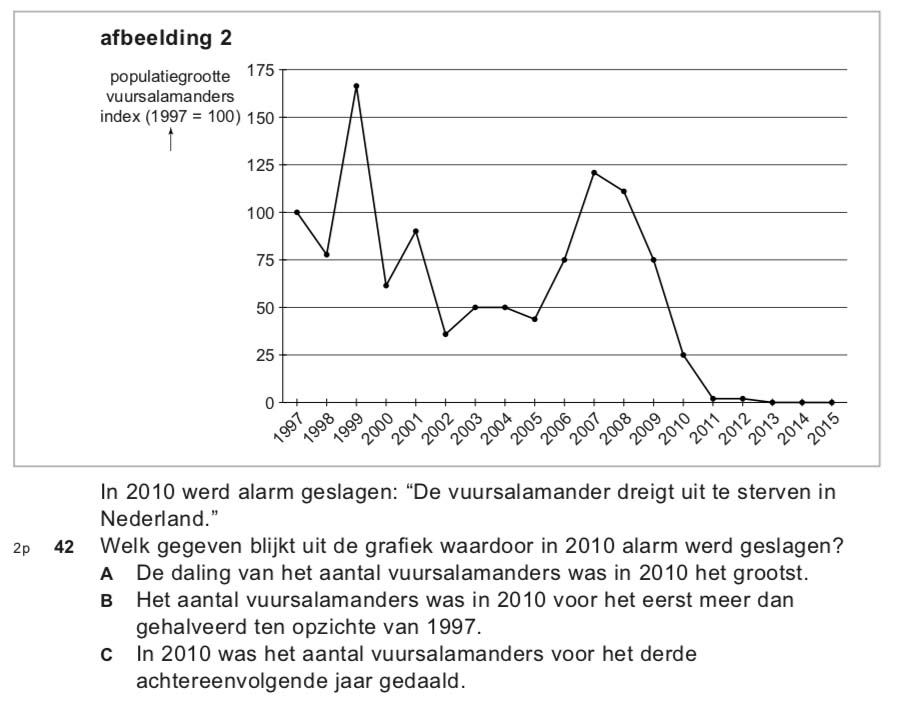 afbeelding 2
populatiegrootte
vuursalamanders
index (1997 = 100)
175
150
125
100
75
50
25
0
1997 1998 1999 2000 2001 2002 2003 2004 2005 2006 2007 2008 2009 2010 2011 2012 2013 2014 2015
In 2010 werd alarm geslagen: “De vuursalamander dreigt uit te sterven in
Nederland.”
2p 42 Welk gegeven blijkt uit de grafiek waardoor in 2010 alarm werd geslagen?
A De daling van het aantal vuursalamanders was in 2010 het grootst.
B Het aantal vuursalamanders was in 2010 voor het eerst meer dan
gehalveerd ten opzichte van 1997.
C In 2010 was het aantal vuursalamanders voor het derde
achtereenvolgende jaar gedaald.